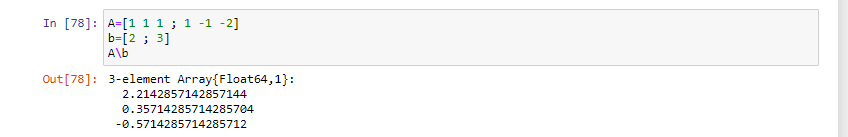 In [78]: A=[1 1 1 ; 1 -1 -2]
b=[2 ; 3]
A\b
Out[78]: 3-element Array{Float64,1}:
2.2142857142857144
0.35714285714285704
-0.5714285714285712